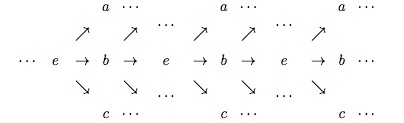 a ⋯ a ⋯ a ⋯
↗ ↗ ⋯ ↗ ↗ ⋯ ↗
⋯ e → b → e → b → e → b ⋯
↘ ↘ ⋯ ↘ ↘ ⋯ ↘
c ⋯ c ⋯ c ⋯